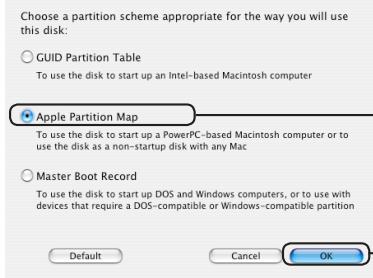 Choose a partition scheme appropriate for the way you will use
this disk:
GUID Partition Table
To use the disk to start up an Intel-based Macintosh computer
Apple Partition Map
To use the disk to start up a PowerPC-based Macintosh computer or to
use the disk as a non-startup disk with any Mac
Master Boot Record
To use the disk to start up DOS and Windows computers, or to use with
devices that require a DOS-compatible or Windows-compatible partition
Default Cancel OK